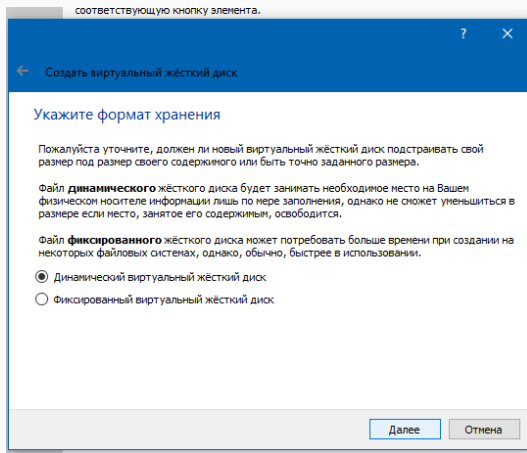 соответствующую кнопку элемента.
?
Создать виртуальный жёсткий диск
Укажите формат хранения
Пожалуйста уточните, должен ли новый виртуальный жёсткий диск подстраивать свой
размер под размер своего содержимого или быть точно заданного размера.
Файл динамического жёсткого диска будет занимать необходимое место на Вашем
физическом носителе информации лишь по мере заполнения, однако не сможет уменьшиться в
размере если место, занятое его содержимым, освободится.
Файл фиксированного жёсткого диска может потребовать больше времени при создании на
некоторых файловых системах, однако, обычно, быстрее в использовании.
Динамический виртуальный жёсткий диск
Фиксированный виртуальный жёсткий диск
Далее
Отмена